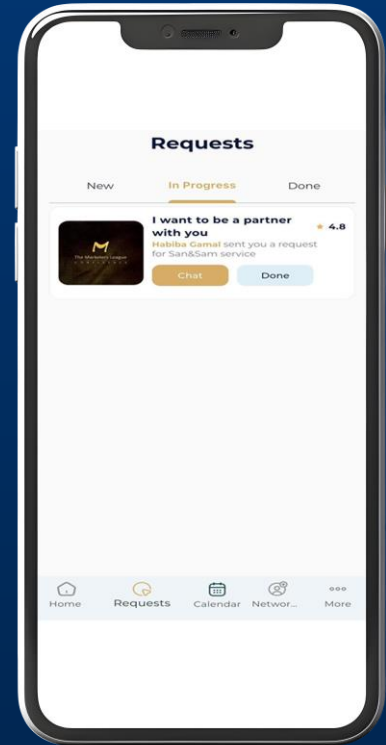 Requests
New In Progress Done
I want to be a partner
with you
4.8
Habiba Gamal sent you a request
for San&Sam service
The Marketers League
Chat Done
Home Requests Calendar Networ... More